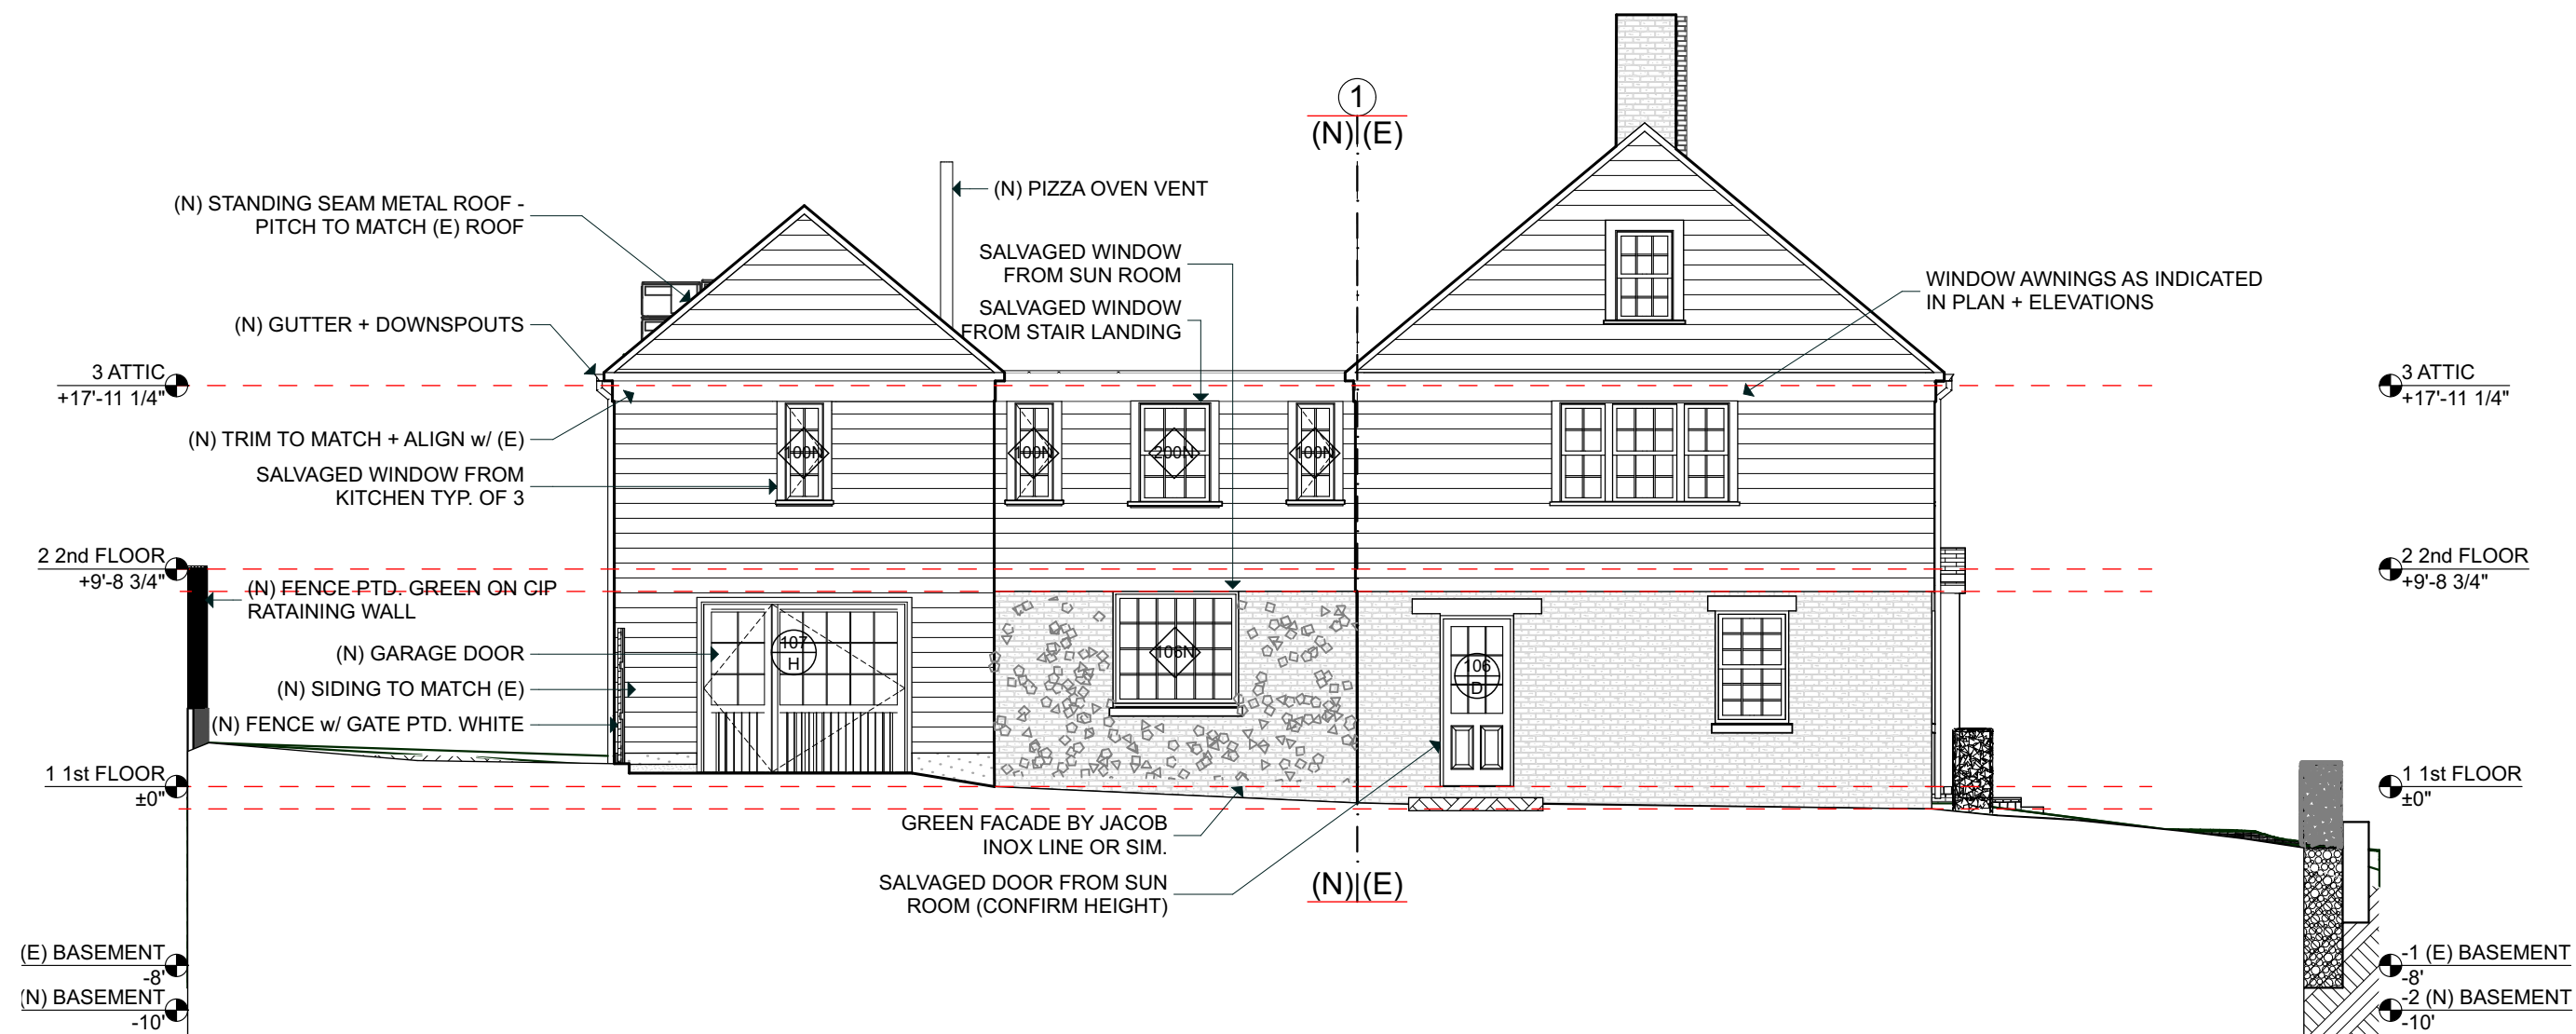 1
(N) (E)
(N) PIZZA OVEN VENT
(N) STANDING SEAM METAL ROOF -
PITCH TO MATCH (E) ROOF
SALVAGED WINDOW
FROM SUN ROOM
SALVAGED WINDOW
FROM STAIR LANDING
WINDOW AWNINGS AS INDICATED
IN PLAN + ELEVATIONS
(N) GUTTER + DOWNSPOUTS
3 ATTIC
+17'-11 1/4"
3 ATTIC
+17'-11 1/4"
(N) TRIM TO MATCH + ALIGN w/ (E)
SALVAGED WINDOW FROM
KITCHEN TYP. OF 3
100N
100N
200N
100N
2 2nd FLOOR
+9'-8 3/4"
2 2nd FLOOR
+9'-8 3/4"
(N) FENCE PTD. GREEN ON CIP
RATAINING WALL
(N) GARAGE DOOR
107
H
106N
106
D
(N) SIDING TO MATCH (E)
(N) FENCE w/ GATE PTD. WHITE
1 1st FLOOR
±0"
1 1st FLOOR
±0"
GREEN FACADE BY JACOB
INOX LINE OR SIM.
SALVAGED DOOR FROM SUN
ROOM (CONFIRM HEIGHT)
(N) (E)
(E) BASEMENT
-8'
-1 (E) BASEMENT
-8'
(N) BASEMENT
-10'
-2 (N) BASEMENT
-10'